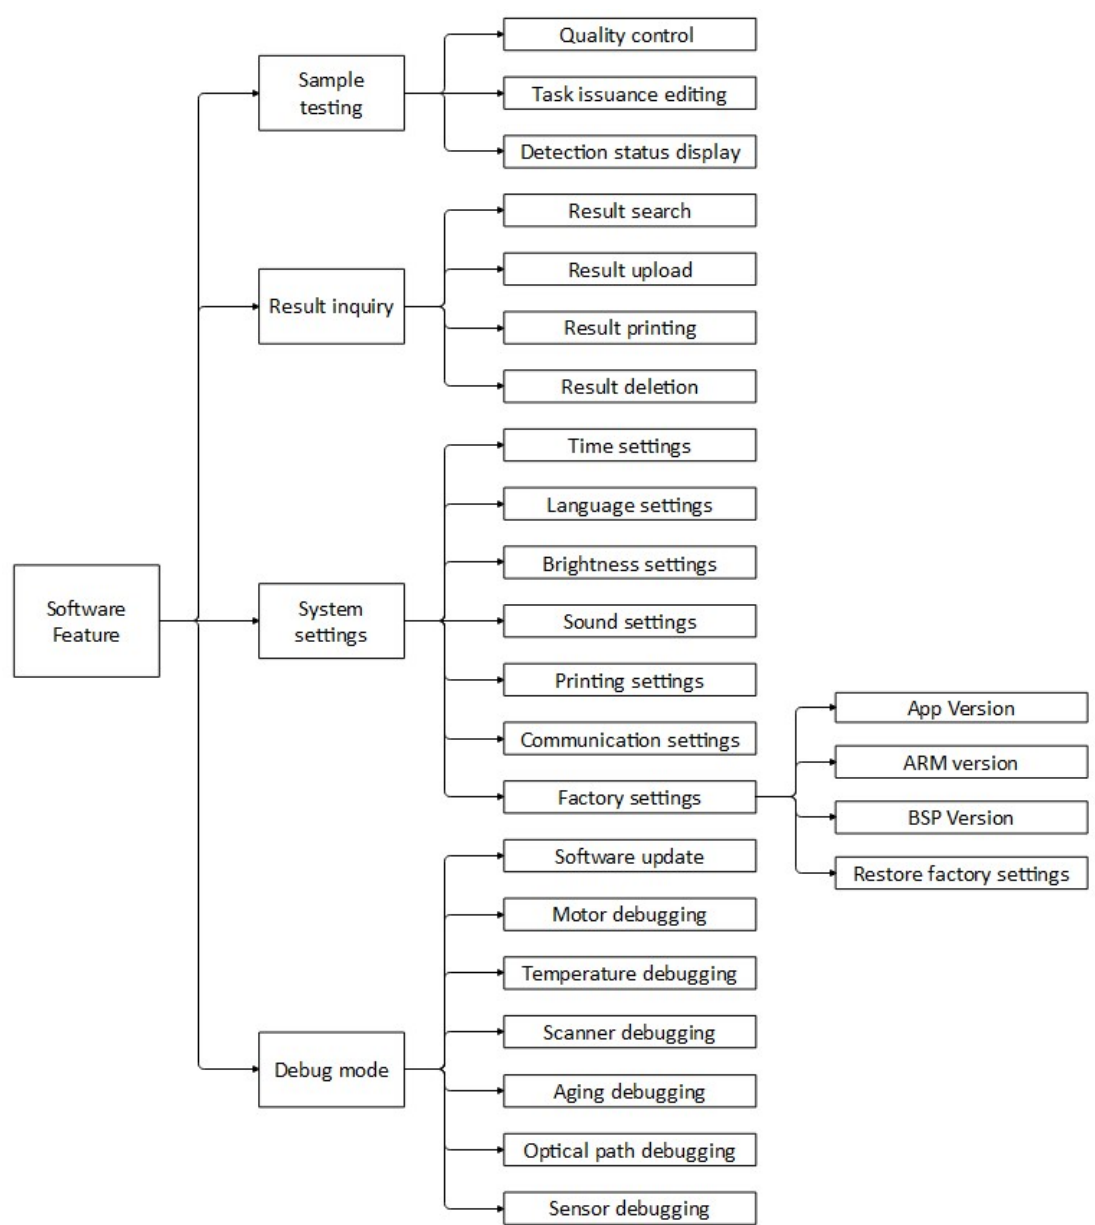 Software
Feature
Sample
testing
Quality control
Task issuance editing
Detection status display
Result inquiry
Result search
Result upload
Result printing
Result deletion
System
settings
Time settings
Language settings
Brightness settings
Sound settings
Printing settings
Communication settings
Factory settings
App Version
ARM version
BSP Version
Restore factory settings
Debug mode
Software update
Motor debugging
Temperature debugging
Scanner debugging
Aging debugging
Optical path debugging
Sensor debugging